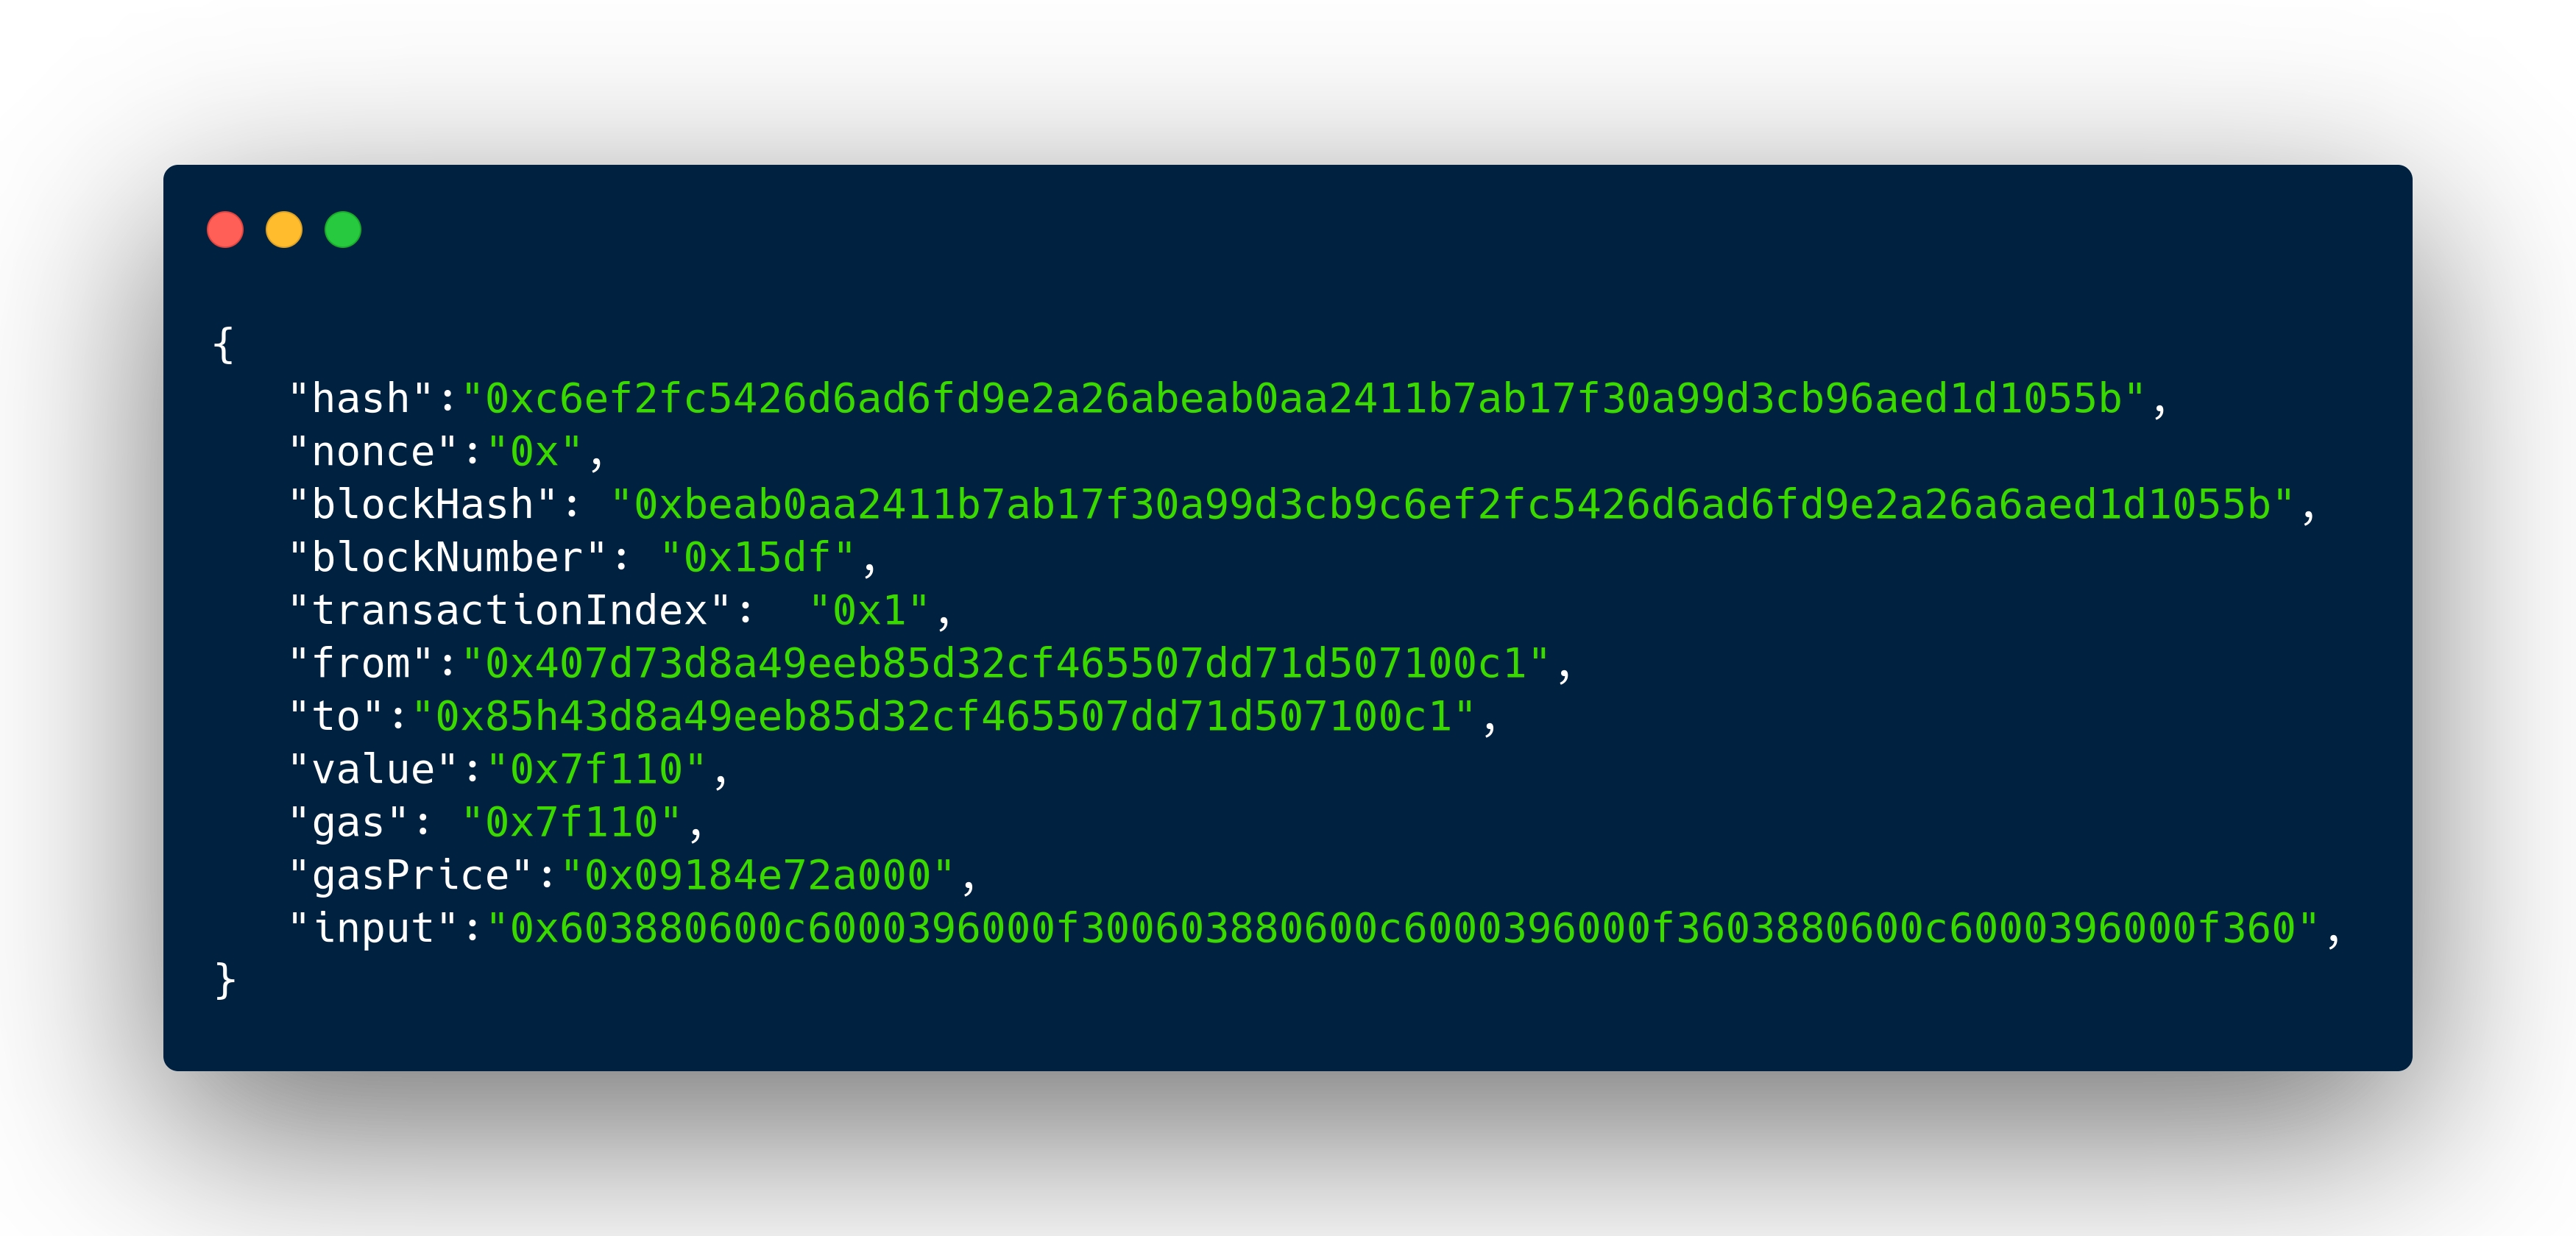 {
   "hash":"0xc6ef2fc5426d6ad6fd9e2a26abeab0aa2411b7ab17f30a99d3cb96aed1d1055b",
   "nonce":"0x",
   "blockHash": "0xbeab0aa2411b7ab17f30a99d3cb9c6ef2fc5426d6ad6fd9e2a26a6aed1d1055b",
   "blockNumber": "0x15df",
   "transactionIndex":  "0x1",
   "from":"0x407d73d8a49eeb85d32cf465507dd71d507100c1",
   "to":"0x85h43d8a49eeb85d32cf465507dd71d507100c1",
   "value":"0x7f110",
   "gas": "0x7f110",
   "gasPrice":"0x09184e72a000",
   "input":"0x603880600c6000396000f300603880600c6000396000f3603880600c6000396000f360",
}